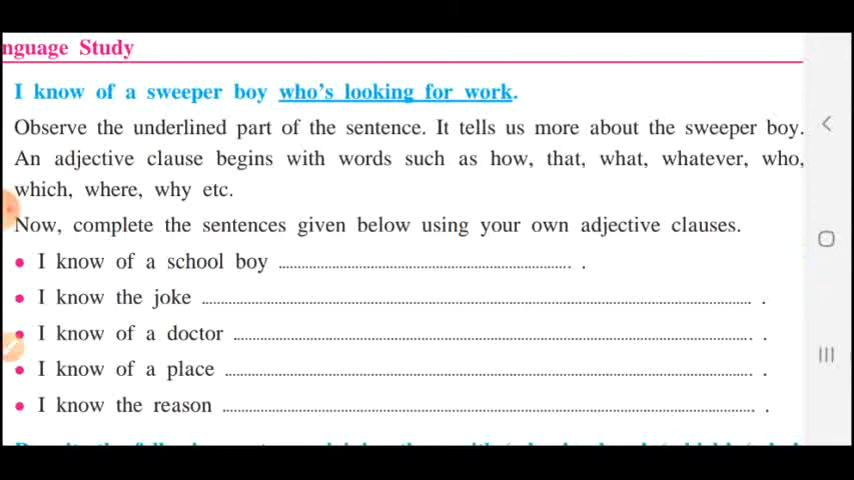 nguage Study
I know of a sweeper boy who's looking for work.
Observe the underlined part of the sentence. It tells us more about the sweeper boy.
An adjective clause begins with words such as how, that, what, whatever, who,
which, where, why etc.
Now, complete the sentences given below using your own adjective clauses.
• I know of a school boy .......................................................... .
• I know the joke .......................................................... .
• I know of a doctor .......................................................... .
• I know of a place .......................................................... .
• I know the reason .......................................................... .